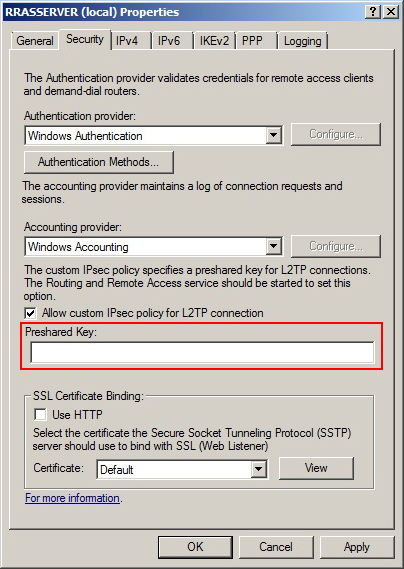 RRASSERVER (local) Properties
General Security IPv4 IPv6 IKEv2 PPP Logging
The Authentication provider validates credentials for remote access clients
and demand-dial routers.
Authentication provider:
Windows Authentication Configure...
Authentication Methods...
The accounting provider maintains a log of connection requests and
sessions.
Accounting provider:
Windows Accounting Configure...
The custom IPsec policy specifies a preshared key for L2TP connections.
The Routing and Remote Access service should be started to set this
option.
Allow custom IPsec policy for L2TP connection
Preshared Key:
SSL Certificate Binding:
Use HTTP
Select the certificate the Secure Socket Tunneling Protocol (SSTP)
server should use to bind with SSL (Web Listener)
Certificate: Default View
For more information.
OK Cancel Apply